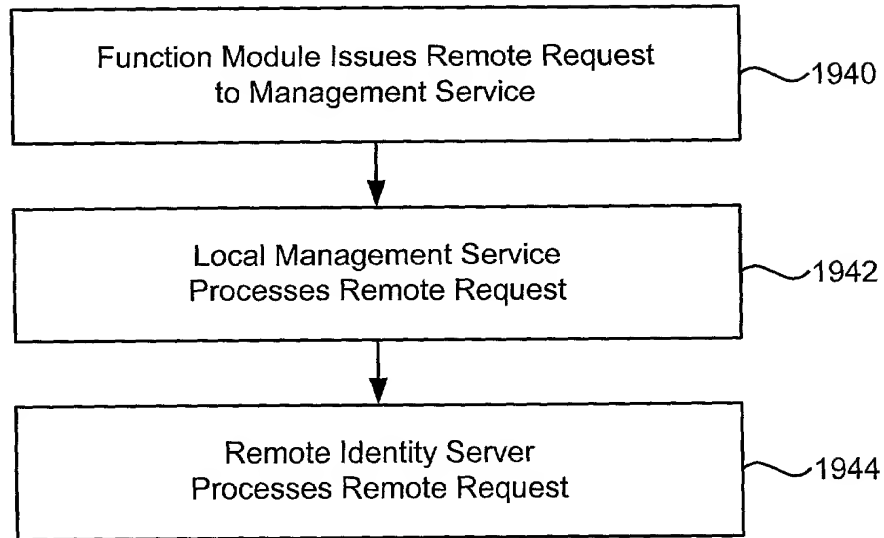 Function Module Issues Remote Request
to Management Service
1940
Local Management Service
Processes Remote Request
1942
Remote Identity Server
Processes Remote Request
1944